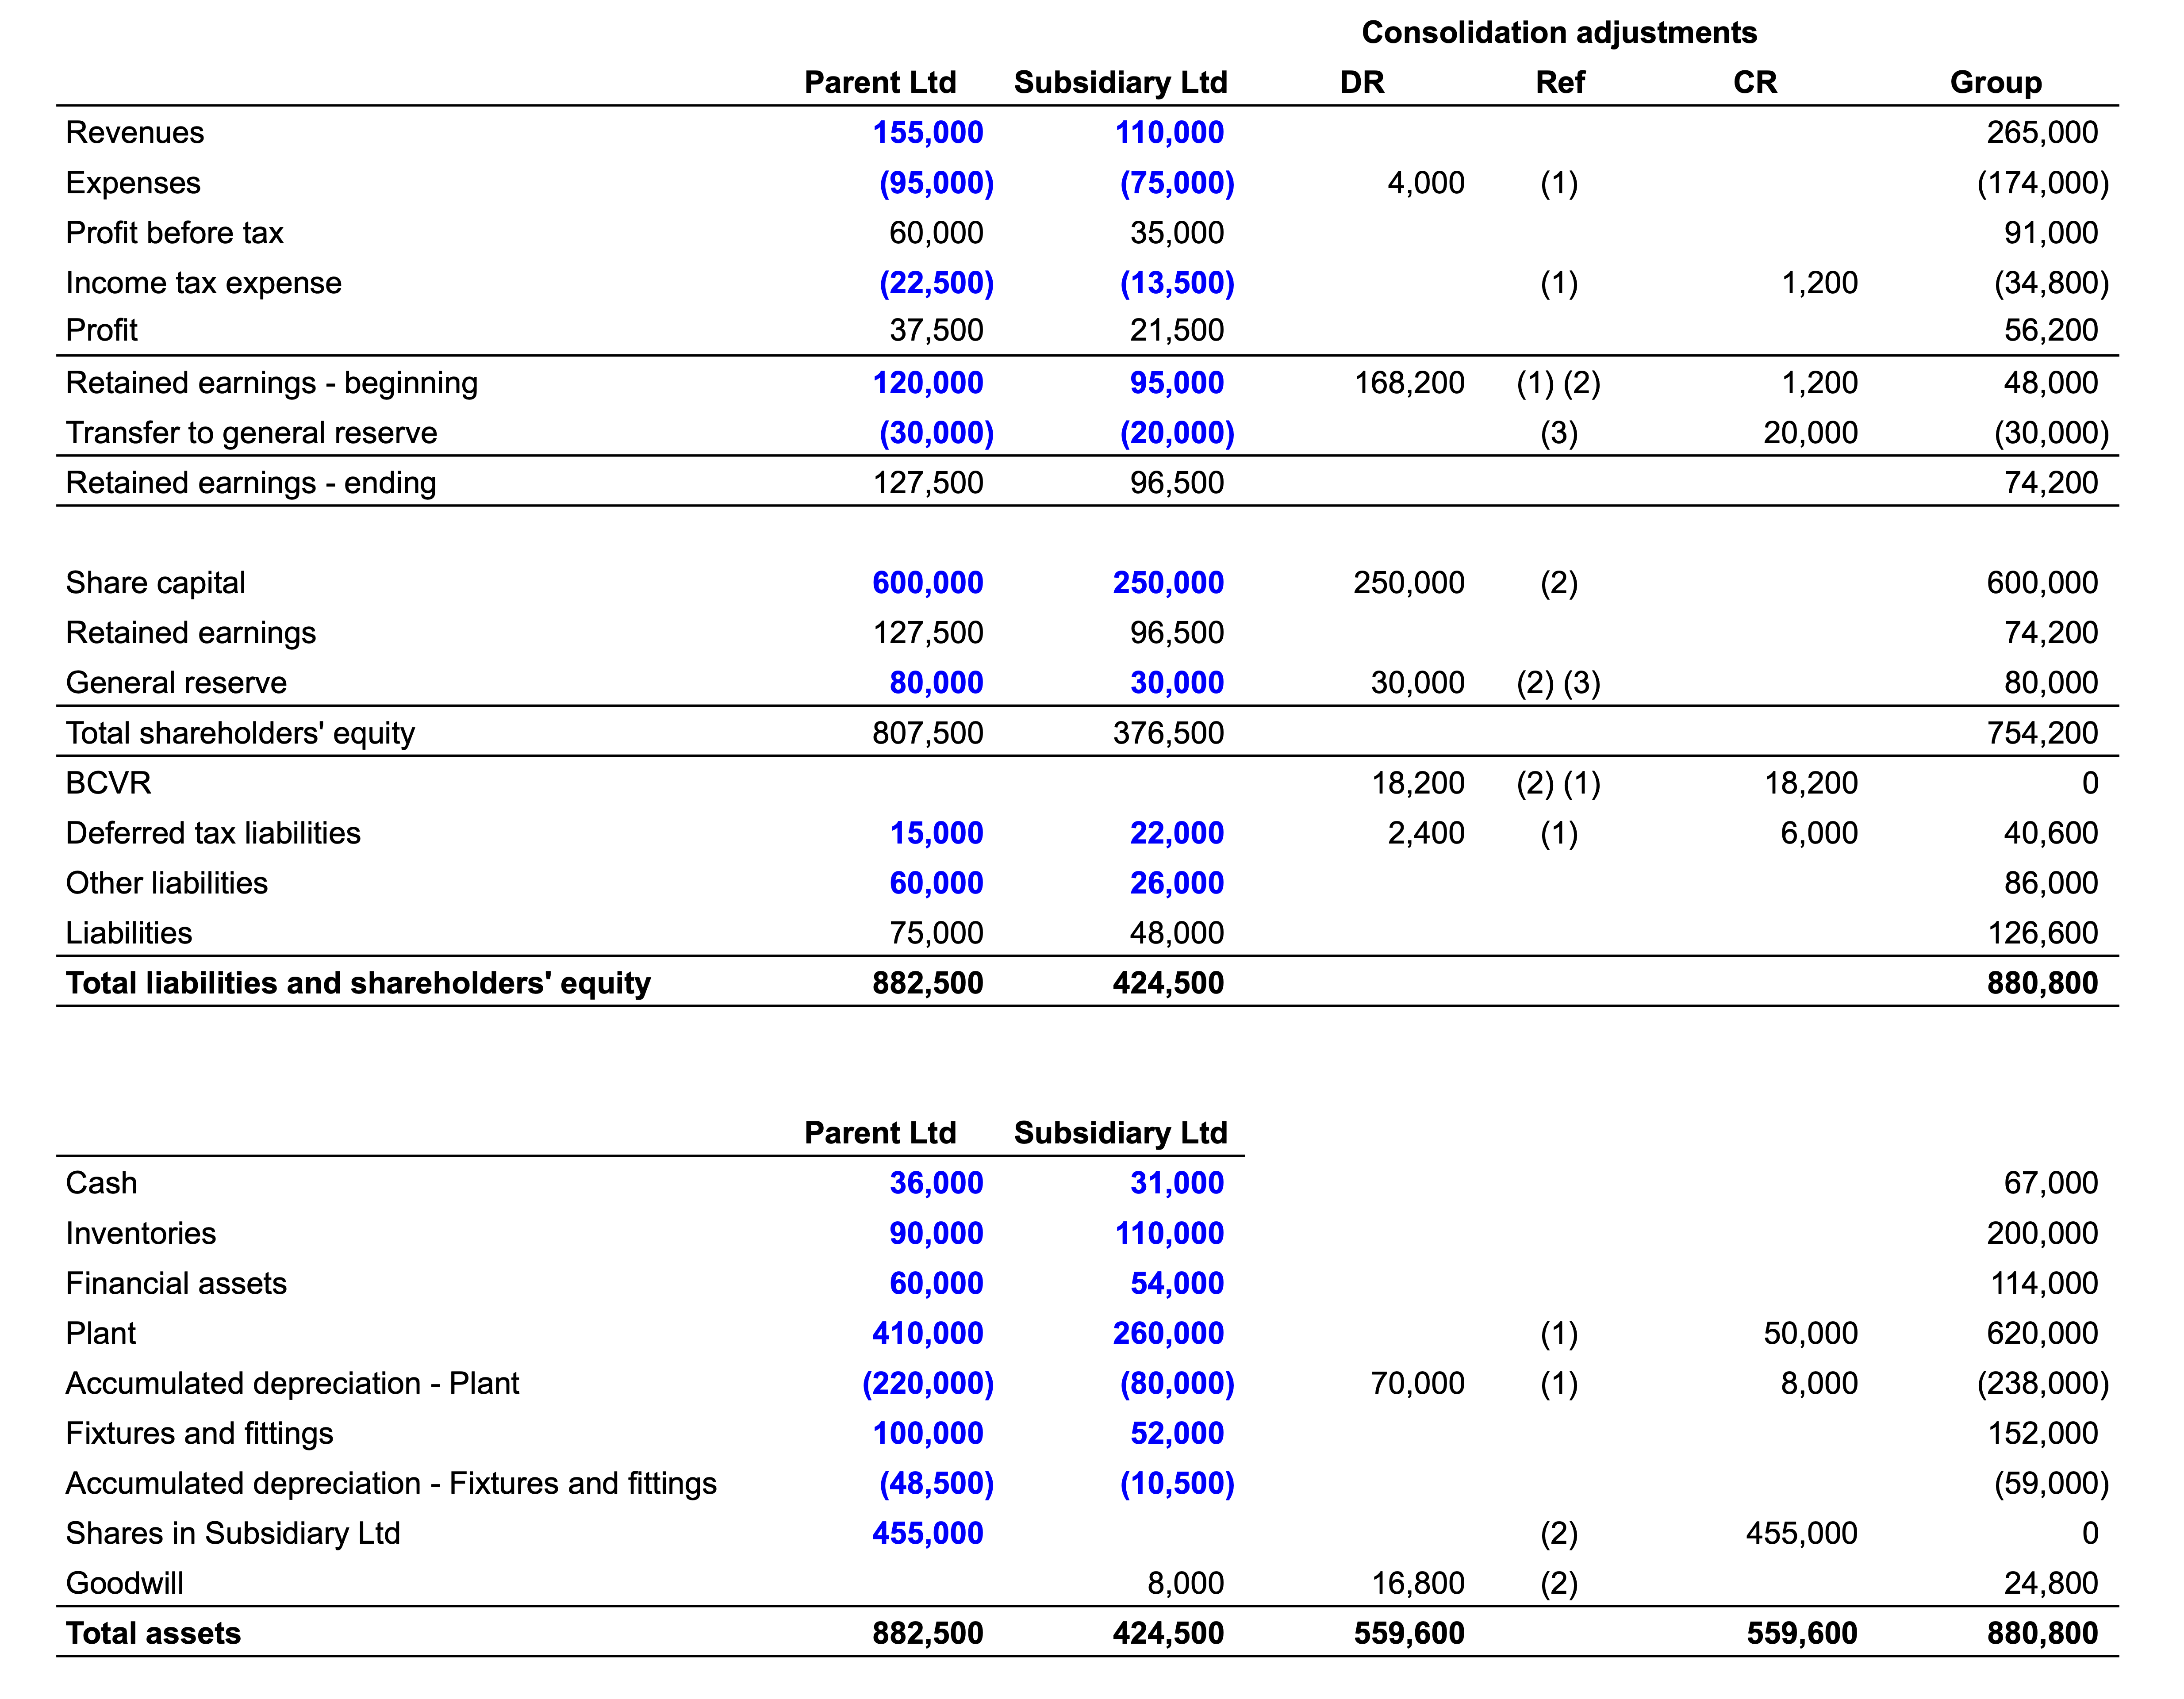 Consolidation adjustments
Parent Ltd Subsidiary Ltd DR Ref CR Group
Revenues 155,000 110,000 265,000
Expenses (95,000) (75,000) 4,000 (1) (174,000)
Profit before tax 60,000 35,000 91,000
Income tax expense (22,500) (13,500) (1) 1,200 (34,800)
Profit 37,500 21,500 56,200
Retained earnings - beginning 120,000 95,000 168,200 (1) (2) 1,200 48,000
Transfer to general reserve (30,000) (20,000) (3) 20,000 (30,000)
Retained earnings - ending 127,500 96,500 74,200
Share capital 600,000 250,000 250,000 (2) 600,000
Retained earnings 127,500 96,500 74,200
General reserve 80,000 30,000 30,000 (2) (3) 80,000
Total shareholders' equity 807,500 376,500 754,200
BCVR 18,200 (2) (1) 18,200 0
Deferred tax liabilities 15,000 22,000 2,400 (1) 6,000 40,600
Other liabilities 60,000 26,000 86,000
Liabilities 75,000 48,000 126,600
Total liabilities and shareholders' equity 882,500 424,500 880,800
Parent Ltd Subsidiary Ltd
Cash 36,000 31,000 67,000
Inventories 90,000 110,000 200,000
Financial assets 60,000 54,000 114,000
Plant 410,000 260,000 (1) 50,000 620,000
Accumulated depreciation - Plant (220,000) (80,000) 70,000 (1) 8,000 (238,000)
Fixtures and fittings 100,000 52,000 152,000
Accumulated depreciation - Fixtures and fittings (48,500) (10,500) (59,000)
Shares in Subsidiary Ltd 455,000 (2) 455,000 0
Goodwill 8,000 16,800 (2) 24,800
Total assets 882,500 424,500 559,600 559,600 880,800